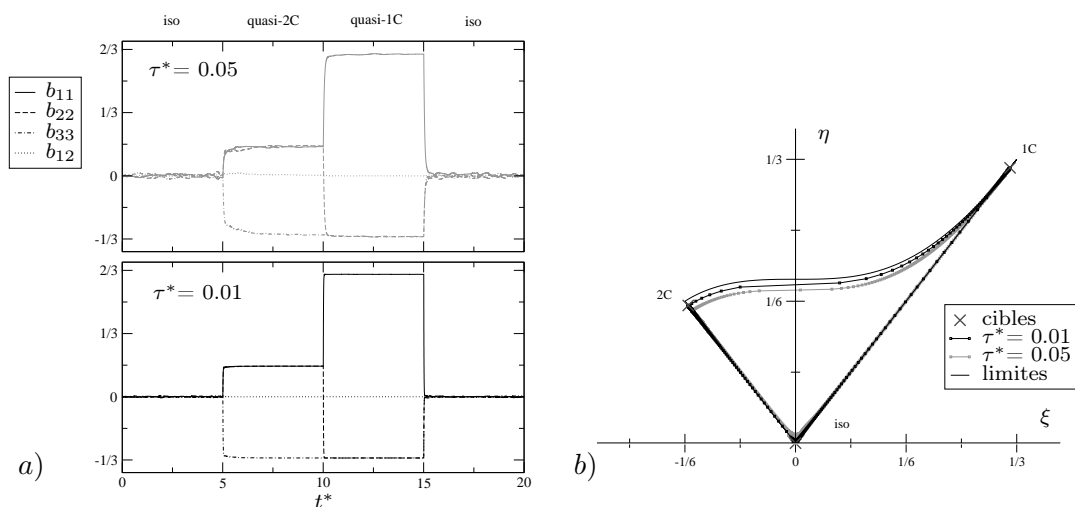 iso quasi-2C quasi-1C iso
2/3
τ* = 0.05
1/3
0
-1/3
b11
b22
b33
b12
2/3
τ* = 0.01
1/3
0
-1/3
0 5 10 15 20
t*
a)
η
1C
1/3
2C
1/6
cibles
τ* = 0.01
τ* = 0.05
limites
iso
ξ
-1/6 0 1/6 1/3
b)